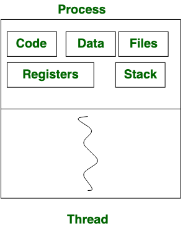 Process
Code Data Files
Registers Stack
Thread